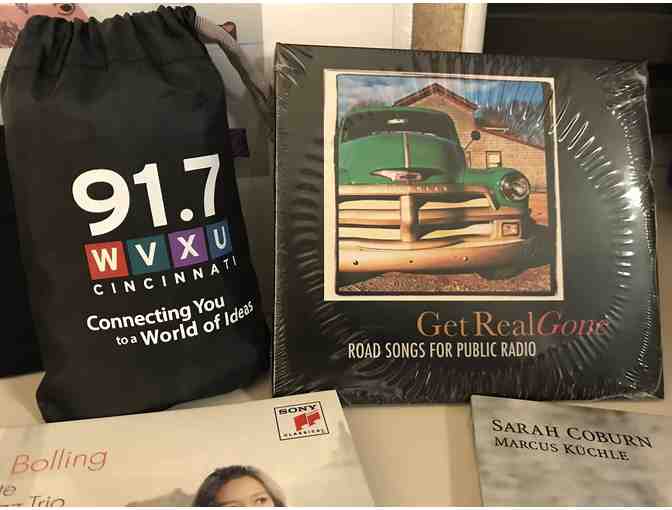 91.7
WVXU
CINCINNATI
Connecting You
to a World of Ideas
Get Real Gone
ROAD SONGS FOR PUBLIC RADIO
SONY
CLASSICAL
Bolling
Trio
SARAH COBURN
MARCUS KÜCHLE